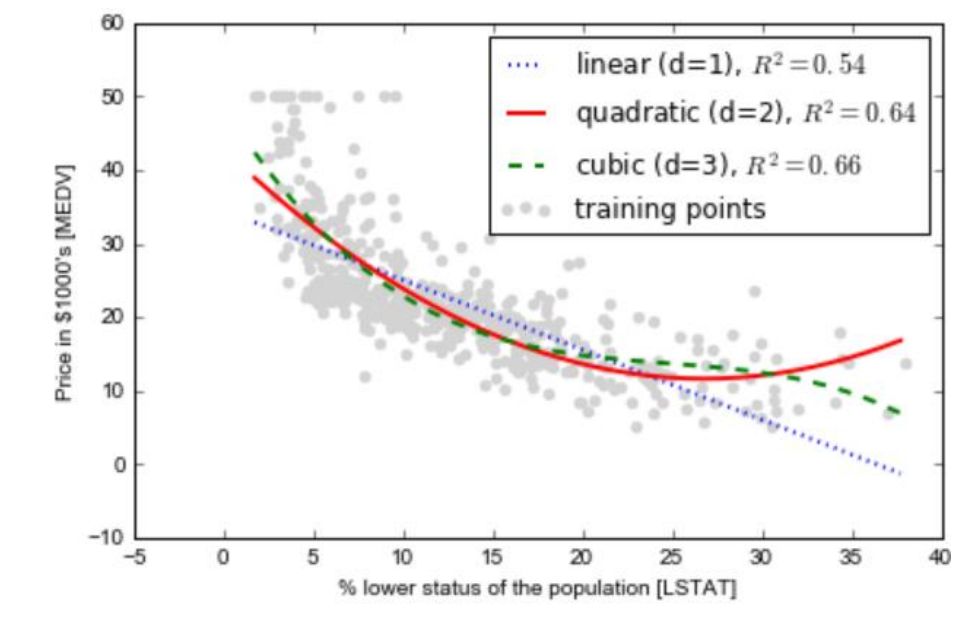 60
50
40
30
20
10
0
−10
Price in $1000's [MEDV]
linear (d=1), R² = 0.54
quadratic (d=2), R² = 0.64
cubic (d=3), R² = 0.66
training points
−5 0 5 10 15 20 25 30 35 40
% lower status of the population [LSTAT]